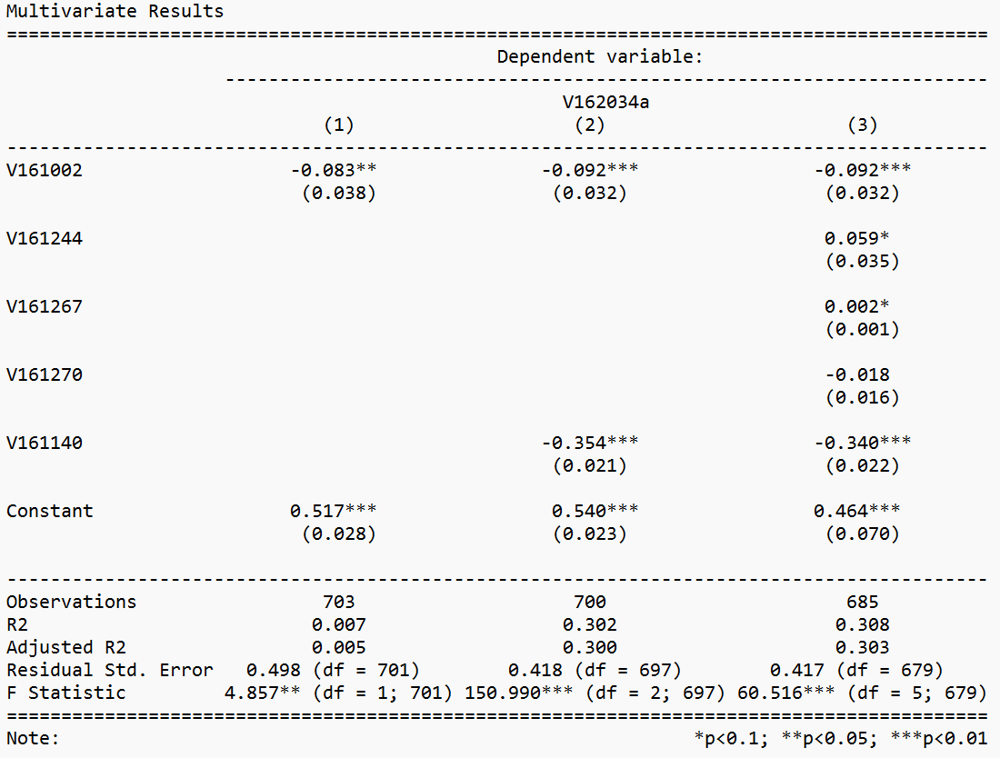 Multivariate Results
==========================================================================================
Dependent variable:
----------------------------------------------------------------------
V162034a
(1) (2) (3)
------------------------------------------------------------------------------------------
V161002 -0.083** -0.092*** -0.092***
(0.038) (0.032) (0.032)
V161244 0.059*
(0.035)
V161267 0.002*
(0.001)
V161270 -0.018
(0.016)
V161140 -0.354*** -0.340***
(0.021) (0.022)
Constant 0.517*** 0.540*** 0.464***
(0.028) (0.023) (0.070)
------------------------------------------------------------------------------------------
Observations 703 700 685
R2 0.007 0.302 0.308
Adjusted R2 0.005 0.300 0.303
Residual Std. Error 0.498 (df = 701) 0.418 (df = 697) 0.417 (df = 679)
F Statistic 4.857** (df = 1; 701) 150.990*** (df = 2; 697) 60.516*** (df = 5; 679)
==========================================================================================
Note: *p<0.1; **p<0.05; ***p<0.01